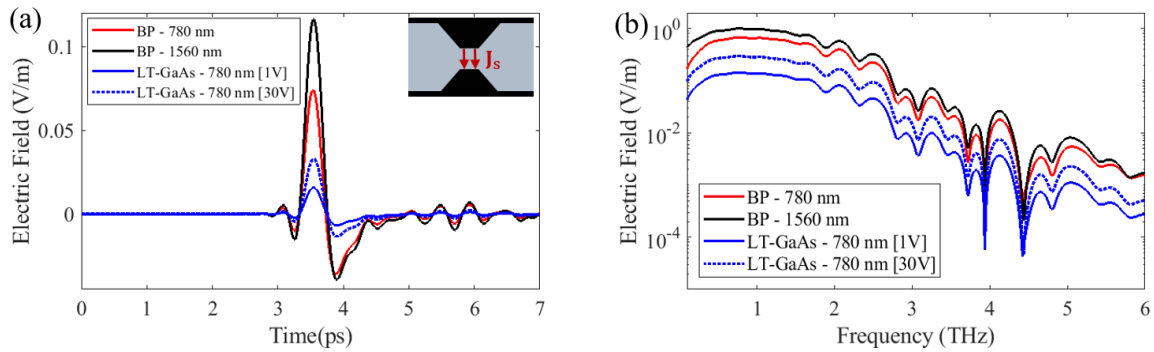 (a)
BP - 780 nm
BP - 1560 nm
LT-GaAs - 780 nm [1V]
LT-GaAs - 780 nm [30V]
J_s
0.1
0.05
0
Electric Field (V/m)
0 1 2 3 4 5 6 7
Time(ps)
(b)
10^0
10^-2
10^-4
Electric Field (V/m)
BP - 780 nm
BP - 1560 nm
LT-GaAs - 780 nm [1V]
LT-GaAs - 780 nm [30V]
1 2 3 4 5 6
Frequency (THz)